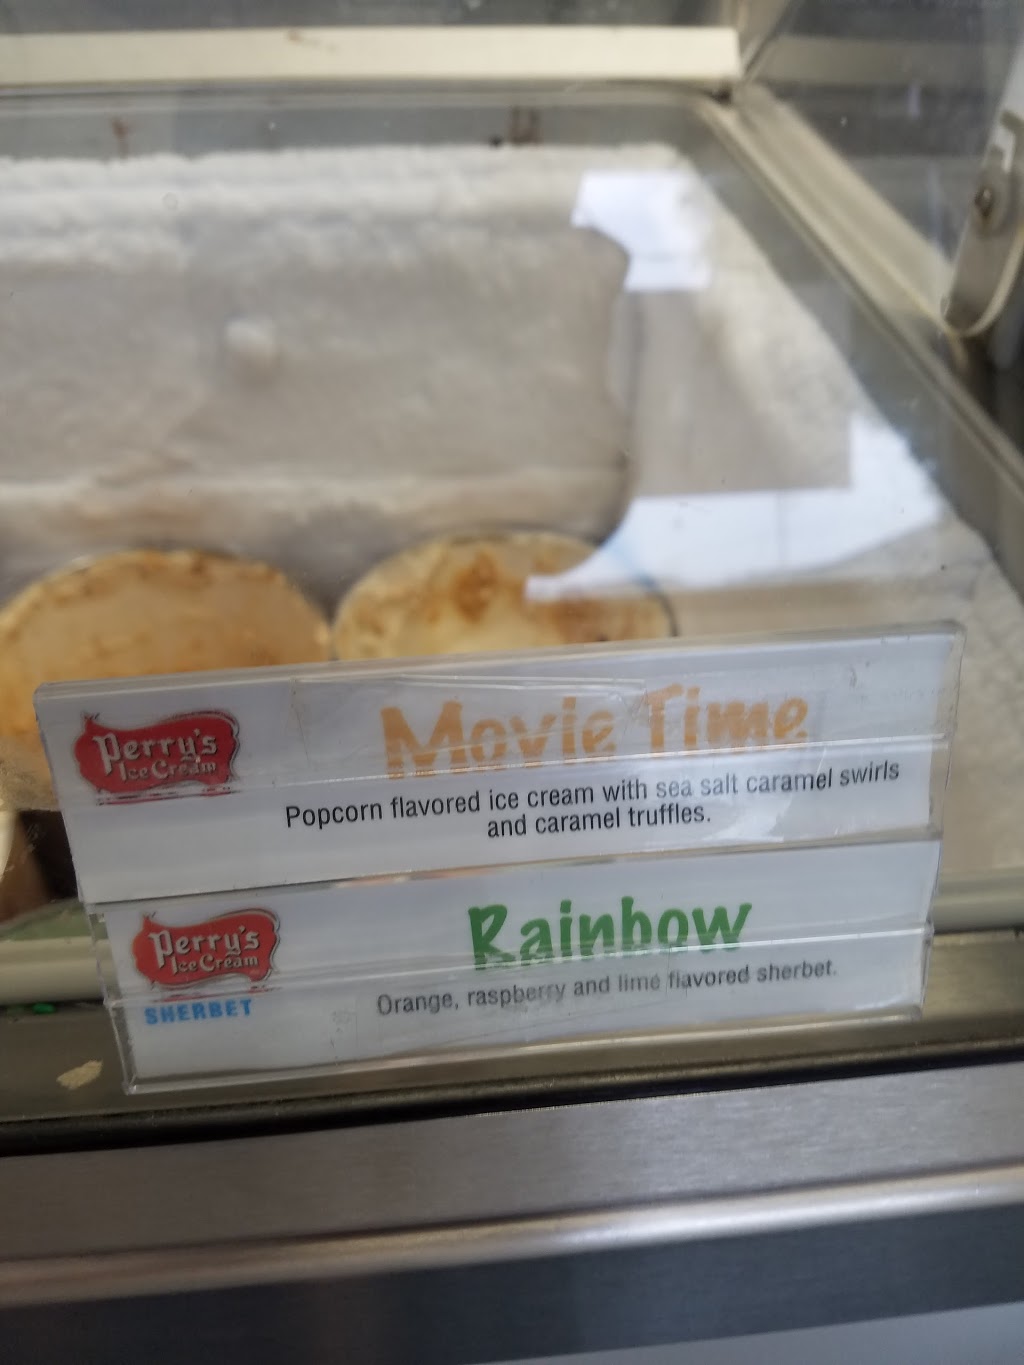 Perry's
Ice Cream
Movie Time
Popcorn flavored ice cream with sea salt caramel swirls
and caramel truffles.
Perry's
Ice Cream
SHERBET
Rainbow
Orange, raspberry and lime flavored sherbet.